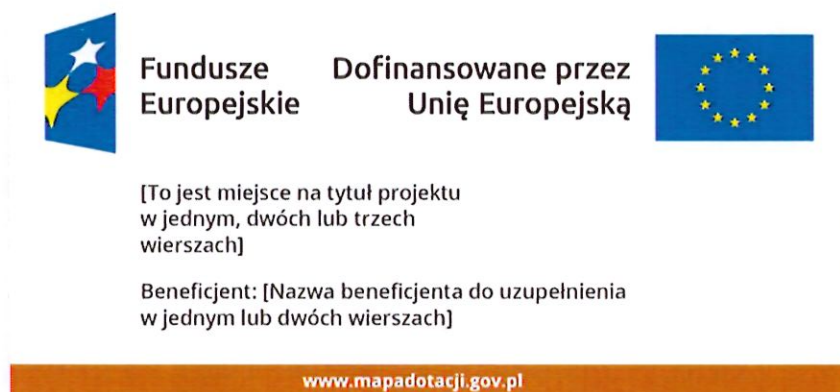 Fundusze
Europejskie
Dofinansowane przez
Unię Europejską
[To jest miejsce na tytuł projektu
w jednym, dwóch lub trzech
wierszach]
Beneficjent: [Nazwa beneficjenta do uzupełnienia
w jednym lub dwóch wierszach]
www.mapadotacji.gov.pl